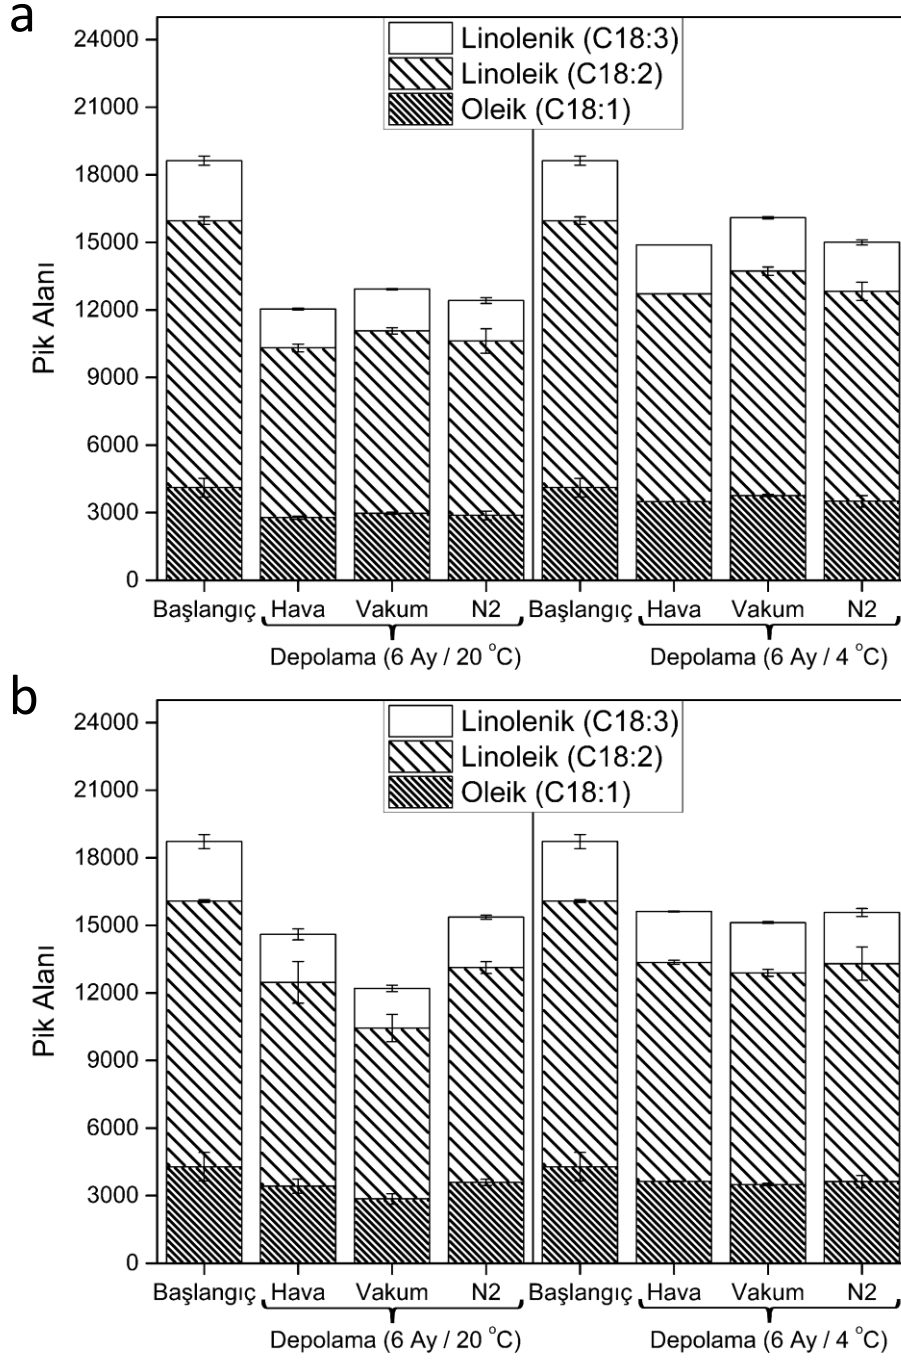 a
24000
21000
18000
15000
12000
9000
6000
3000
0
Pik Alanı
Linolenik (C18:3)
Linoleik (C18:2)
Oleik (C18:1)
Başlangıç Hava Vakum N2 Başlangıç Hava Vakum N2
Depolama (6 Ay / 20 °C) Depolama (6 Ay / 4 °C)
b
24000
21000
18000
15000
12000
9000
6000
3000
0
Pik Alanı
Linolenik (C18:3)
Linoleik (C18:2)
Oleik (C18:1)
Başlangıç Hava Vakum N2 Başlangıç Hava Vakum N2
Depolama (6 Ay / 20 °C) Depolama (6 Ay / 4 °C)